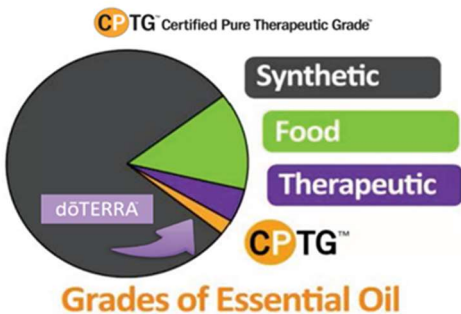 CPTG™ Certified Pure Therapeutic Grade™
Synthetic
Food
Therapeutic
dōTERRA
CPTG™
Grades of Essential Oil